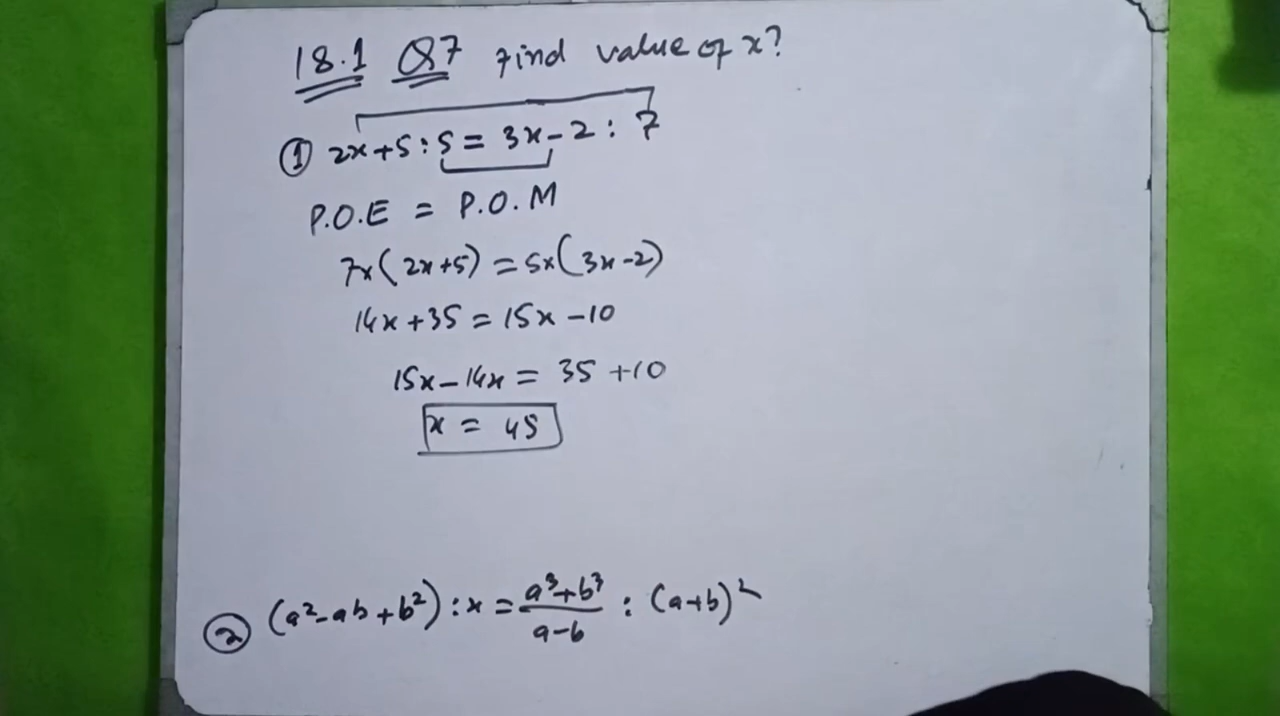 18.1 Q7 Find value of x?
① 2x+5 : 5 = 3x-2 : 7
P.O.E = P.O.M
7x(2x+5) = 5x(3x-2)
14x+35 = 15x-10
15x-14x = 35+10
x = 45
② (a²-ab+b²) : x = a³+b³/a-b : (a+b)²